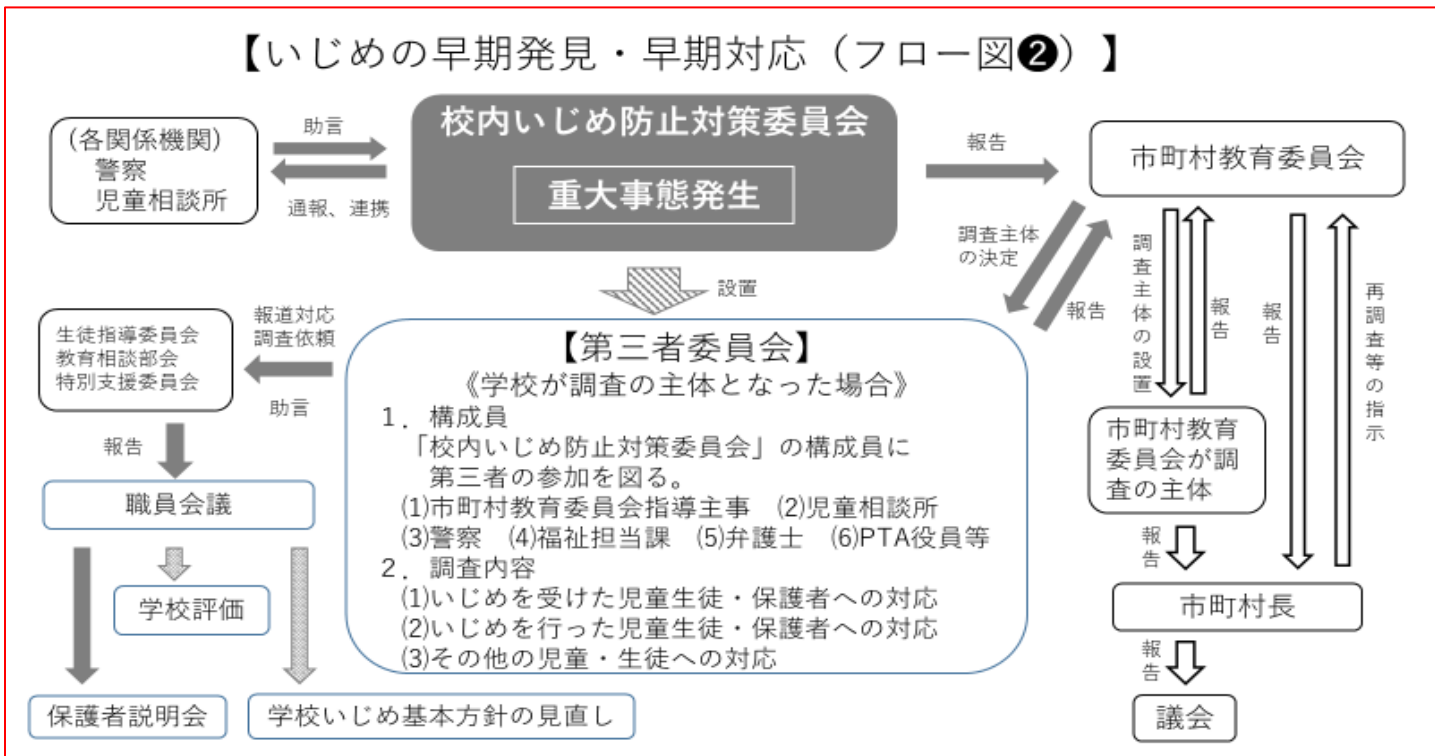 【いじめの早期発見・早期対応（フロー図❷）】
(各関係機関)
警察
児童相談所
助言
通報、連携
校内いじめ防止対策委員会
重大事態発生
報告
市町村教育委員会
設置
調査主体
の決定
報告
調査主体の設置
報告
報告
再調査等の指示
生徒指導委員会
教育相談部会
特別支援委員会
報道対応
調査依頼
助言
【第三者委員会】
《学校が調査の主体となった場合》
1．構成員
「校内いじめ防止対策委員会」の構成員に
第三者の参加を図る。
⑴市町村教育委員会指導主事　⑵児童相談所
⑶警察　⑷福祉担当課　⑸弁護士　⑹PTA役員等
2．調査内容
⑴いじめを受けた児童生徒・保護者への対応
⑵いじめを行った児童生徒・保護者への対応
⑶その他の児童・生徒への対応
報告
職員会議
学校評価
保護者説明会
学校いじめ基本方針の見直し
市町村教育
委員会が調
査の主体
報告
市町村長
報告
議会